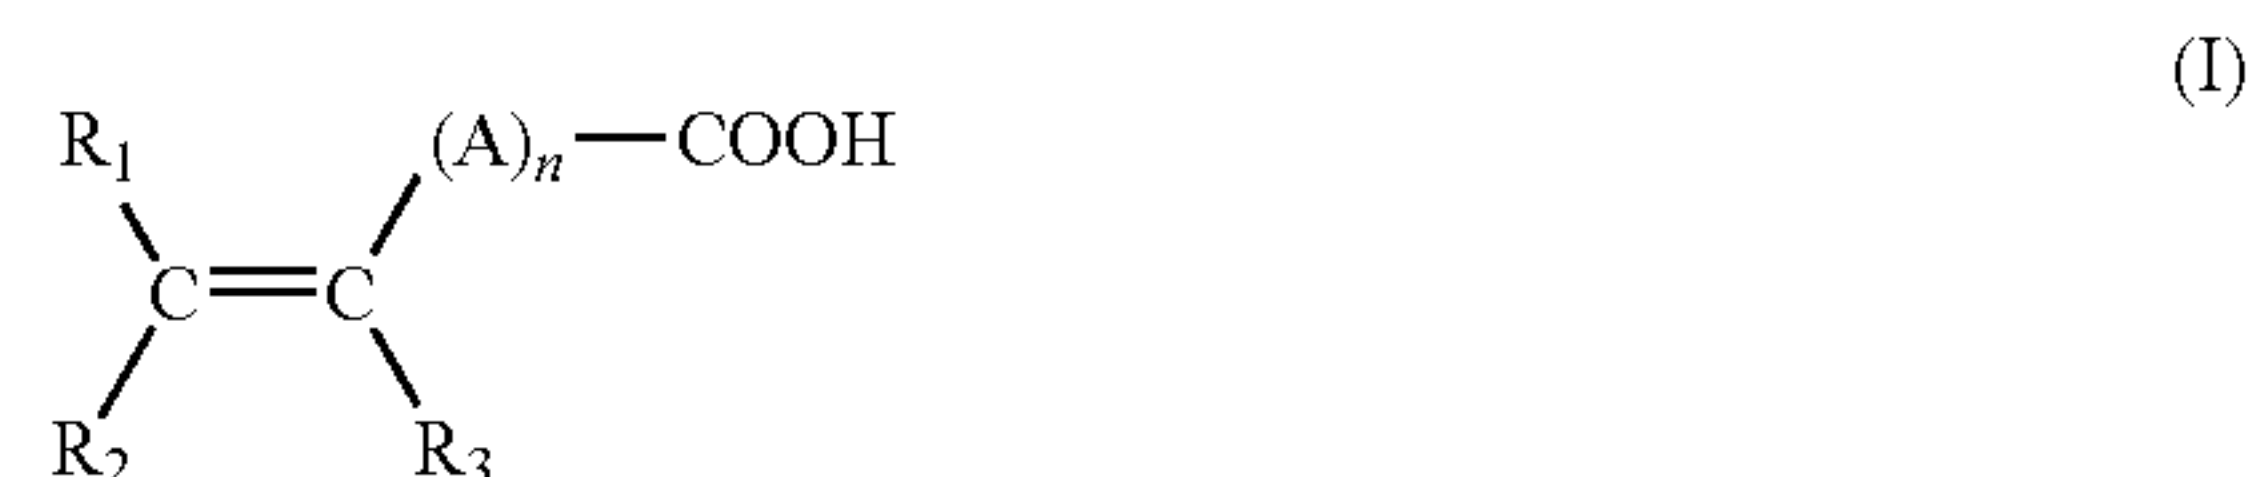 (I)
R₁ (A)ₙ—COOH
C=C
R₂ R₃